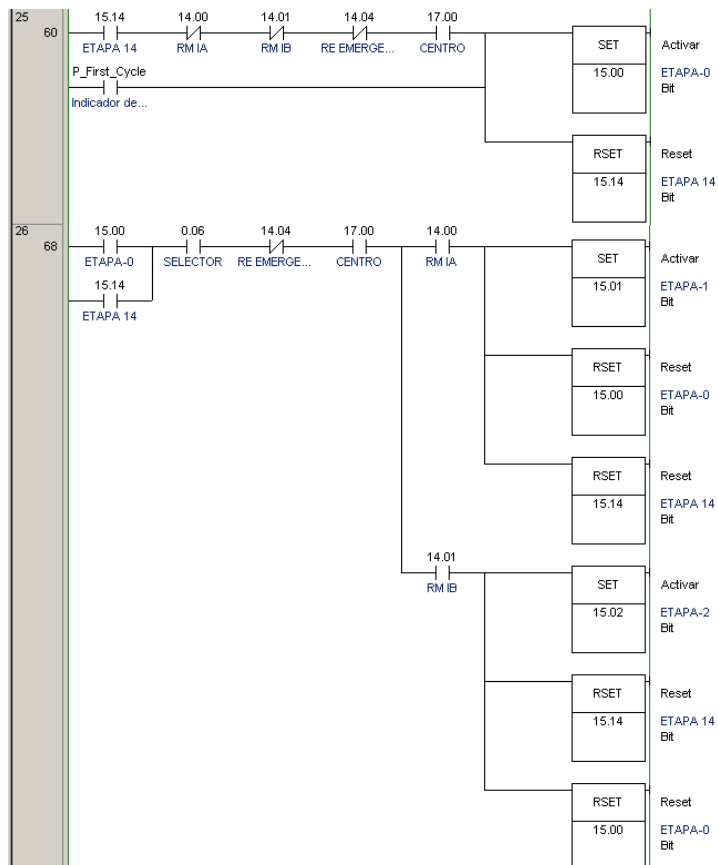 25
60
15.14 14.00 14.01 14.04 17.00
ETAPA 14 RM IA RM IB RE EMERGE... CENTRO
P_First_Cycle
Indicador de...
SET
15.00
Activar
ETAPA-0
Bit
RSET
15.14
Reset
ETAPA 14
Bit
26
68
15.00 0.06 14.04 17.00 14.00
ETAPA-0 SELECTOR RE EMERGE... CENTRO RM IA
15.14
ETAPA 14
SET
15.01
Activar
ETAPA-1
Bit
RSET
15.00
Reset
ETAPA-0
Bit
RSET
15.14
Reset
ETAPA 14
Bit
14.01
RM IB
SET
15.02
Activar
ETAPA-2
Bit
RSET
15.14
Reset
ETAPA 14
Bit
RSET
15.00
Reset
ETAPA-0
Bit